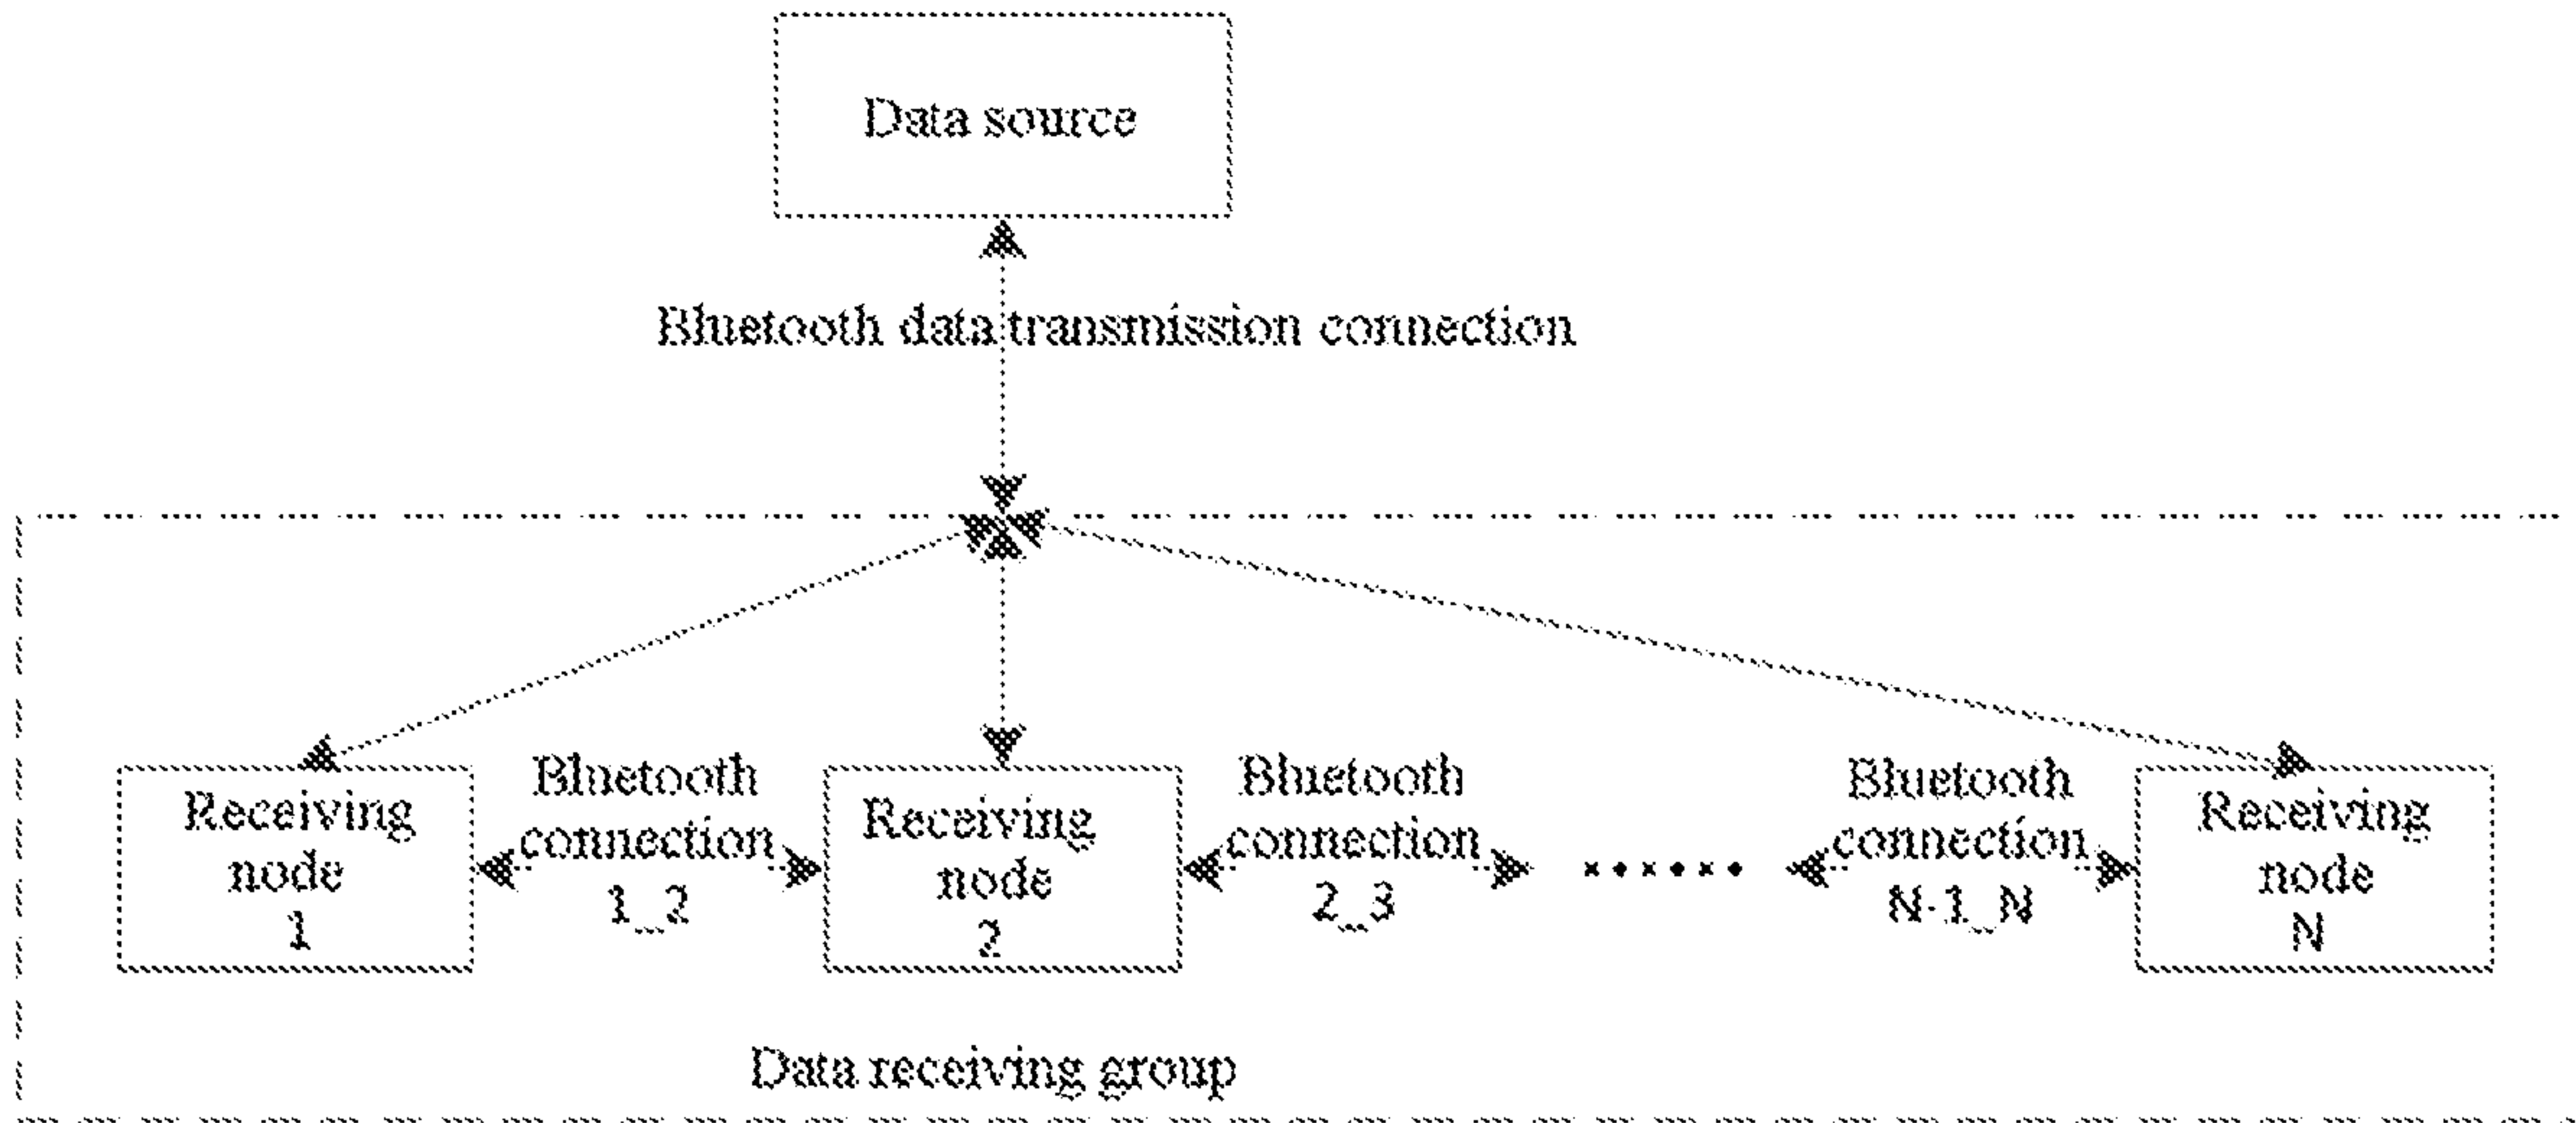 Data source
Bluetooth data transmission connection
Receiving
node
1
Bluetooth
connection
1_2
Receiving
node
2
Bluetooth
connection
2_3
······
Bluetooth
connection
N-1_N
Receiving
node
N
Data receiving group